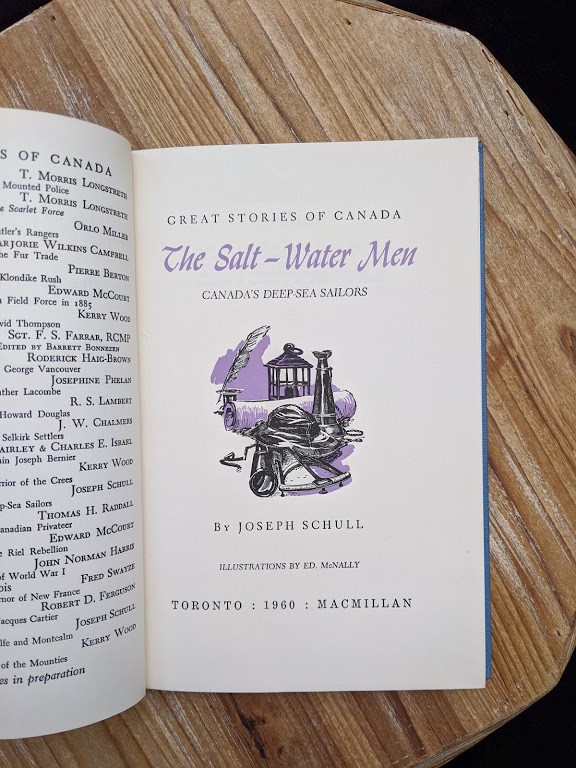 S OF CANADA
T. MORRIS LONGSTRETH
Mounted Police
T. MORRIS LONGSTRETH
e Scarlet Force
ORLO MILLER
tler's Rangers
ARJORIE WILKINS CAMPBELL
he Fur Trade
PIERRE BERTON
Klondike Rush
EDWARD MCCOURT
a Field Force in 1885
KERRY WOOD
vid Thompson
SGT. F. S. FARRAR, RCMP
EDITED BY BARRETT BONNEZEN
RODERICK HAIG-BROWN
George Vancouver
JOSEPHINE PHELAN
ther Lacombe
R. S. LAMBERT
Howard Douglas
J. W. CHALMERS
Selkirk Settlers
AIRLEY & CHARLES E. ISRAEL
ain Joseph Bernier
KERRY WOOD
rrior of the Crees
JOSEPH SCHULL
p-Sea Sailors
THOMAS H. RADDALL
anadian Privateer
EDWARD MCCOURT
e Riel Rebellion
JOHN NORMAN HARRIS
of World War I
FRED SWAYZE
ois
rnor of New France
ROBERT D. FERGUSON
acques Cartier
JOSEPH SCHULL
lfe and Montcalm
KERRY WOOD
of the Mounties
es in preparation
GREAT STORIES OF CANADA
The Salt-Water Men
CANADA'S DEEP-SEA SAILORS
BY JOSEPH SCHULL
ILLUSTRATIONS BY ED. McNALLY
TORONTO : 1960 : MACMILLAN